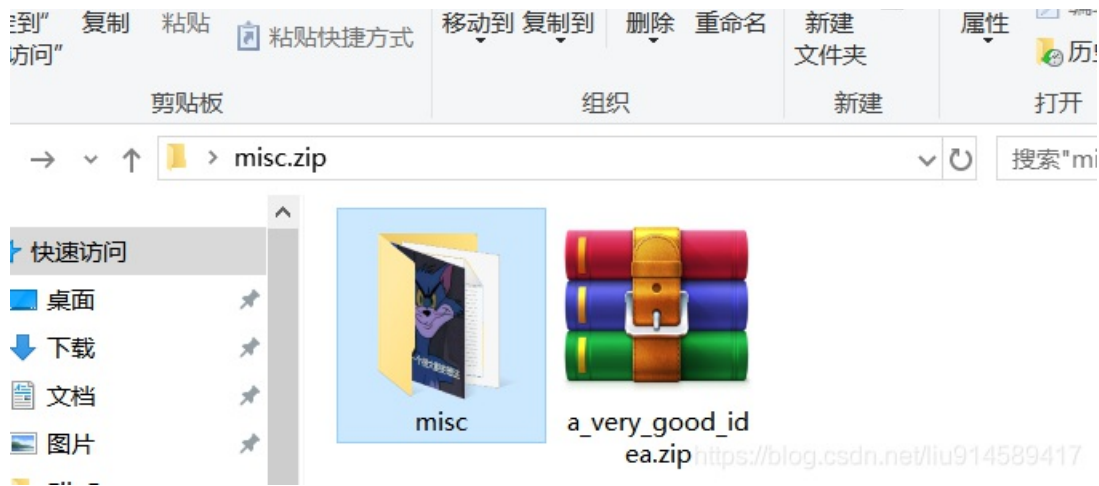 复制
粘贴
粘贴快捷方式
移动到
复制到
删除
重命名
新建
文件夹
属性
访问”
剪贴板
组织
新建
打开
misc.zip
搜索"mi
快速访问
桌面
下载
文档
图片
misc
a_very_good_id
ea.zip
https://blog.csdn.net/liu914589417